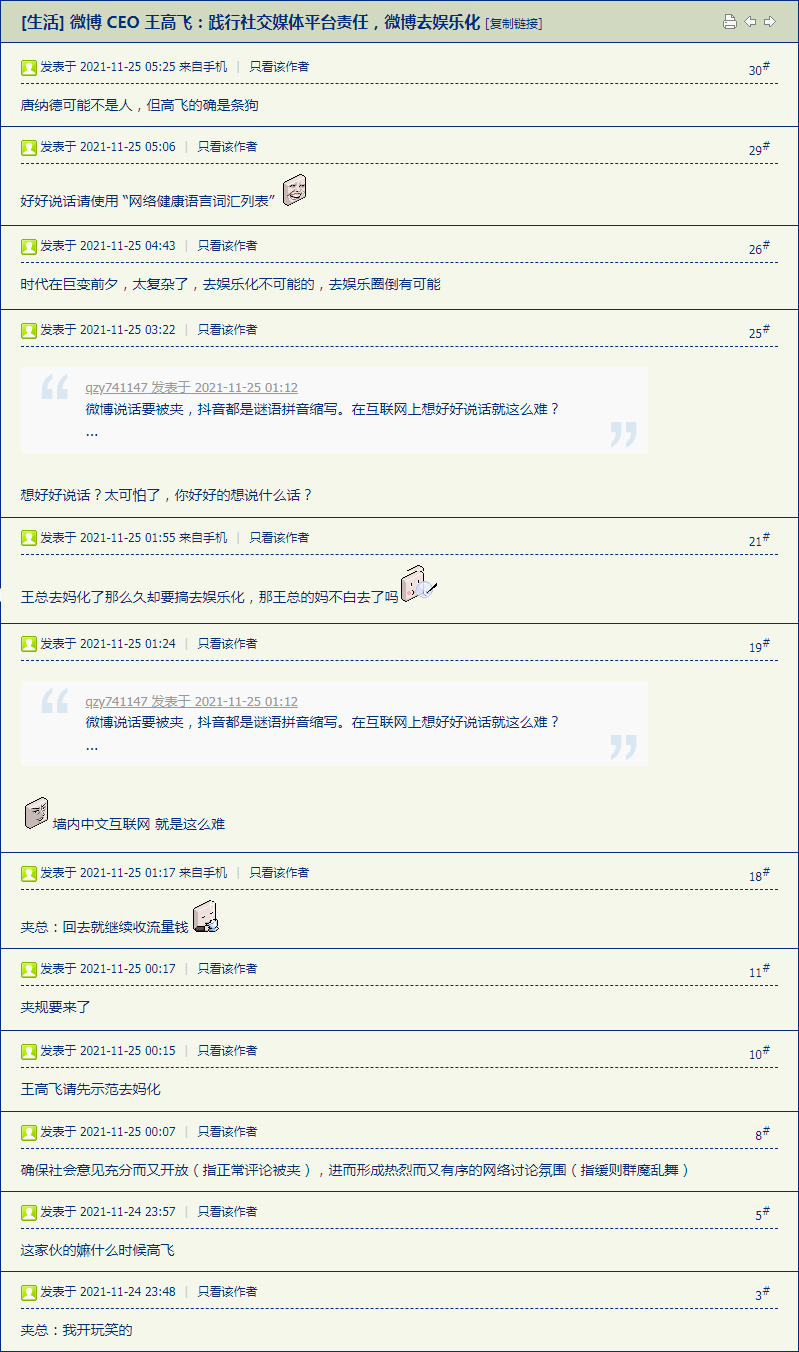 [生活] 微博 CEO 王高飞：践行社交媒体平台责任，微博去娱乐化 [复制链接]
发表于 2021-11-25 05:25 来自手机 | 只看该作者 30#
唐纳德可能不是人，但高飞的确是条狗
发表于 2021-11-25 05:06 | 只看该作者 29#
好好说话请使用 “网络健康语言词汇列表”
发表于 2021-11-25 04:43 | 只看该作者 26#
时代在巨变前夕，太复杂了，去娱乐化不可能的，去娱乐圈倒有可能
发表于 2021-11-25 03:22 | 只看该作者 25#
qzy741147 发表于 2021-11-25 01:12
微博说话要被夹，抖音都是谜语拼音缩写。在互联网上想好好说话就这么难？
...
想好好说话？太可怕了，你好好的想说什么话？
发表于 2021-11-25 01:55 来自手机 | 只看该作者 21#
王总去妈化了那么久却要搞去娱乐化，那王总的妈不白去了吗
发表于 2021-11-25 01:24 | 只看该作者 19#
qzy741147 发表于 2021-11-25 01:12
微博说话要被夹，抖音都是谜语拼音缩写。在互联网上想好好说话就这么难？
...
墙内中文互联网 就是这么难
发表于 2021-11-25 01:17 来自手机 | 只看该作者 18#
夹总：回去就继续收流量钱
发表于 2021-11-25 00:17 | 只看该作者 11#
夹规要来了
发表于 2021-11-25 00:15 | 只看该作者 10#
王高飞请先示范去妈化
发表于 2021-11-25 00:07 | 只看该作者 8#
确保社会意见充分而又开放（指正常评论被夹），进而形成热烈而又有序的网络讨论氛围（指缓则群魔乱舞）
发表于 2021-11-24 23:57 | 只看该作者 5#
这家伙的嫲什么时候高飞
发表于 2021-11-24 23:48 | 只看该作者 3#
夹总：我开玩笑的